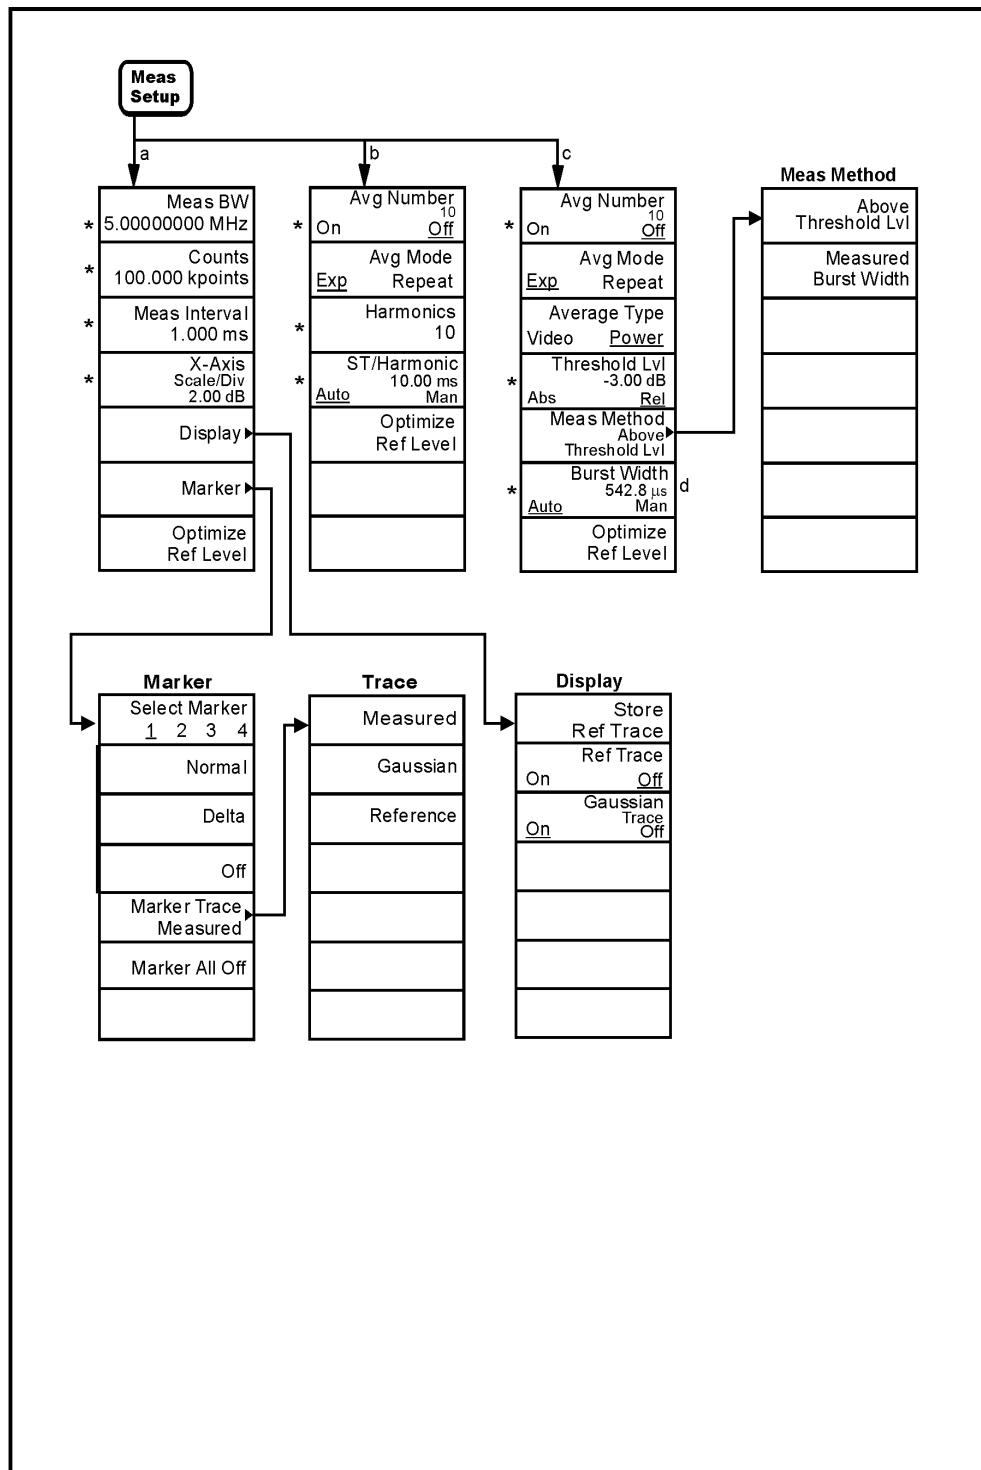 Meas
Setup
a
b
c
Meas BW
* 5.00000000 MHz
Counts
* 100.000 kpoints
Meas Interval
* 1.000 ms
X-Axis
* Scale/Div
2.00 dB
Display
Marker
Optimize
Ref Level
Avg Number
10
* On Off
Avg Mode
Exp Repeat
Harmonics
* 10
ST/Harmonic
* 10.00 ms
Auto Man
Optimize
Ref Level
Avg Number
10
* On Off
Avg Mode
Exp Repeat
Average Type
Video Power
Threshold Lvl
* -3.00 dB
Abs Rel
Meas Method
Above
Threshold Lvl
Burst Width
* 542.8 µs d
Auto Man
Optimize
Ref Level
Meas Method
Above
Threshold Lvl
Measured
Burst Width
Marker
Select Marker
1 2 3 4
Normal
Delta
Off
Marker Trace
Measured
Marker All Off
Trace
Measured
Gaussian
Reference
Display
Store
Ref Trace
Ref Trace
On Off
Gaussian
Trace
On Off